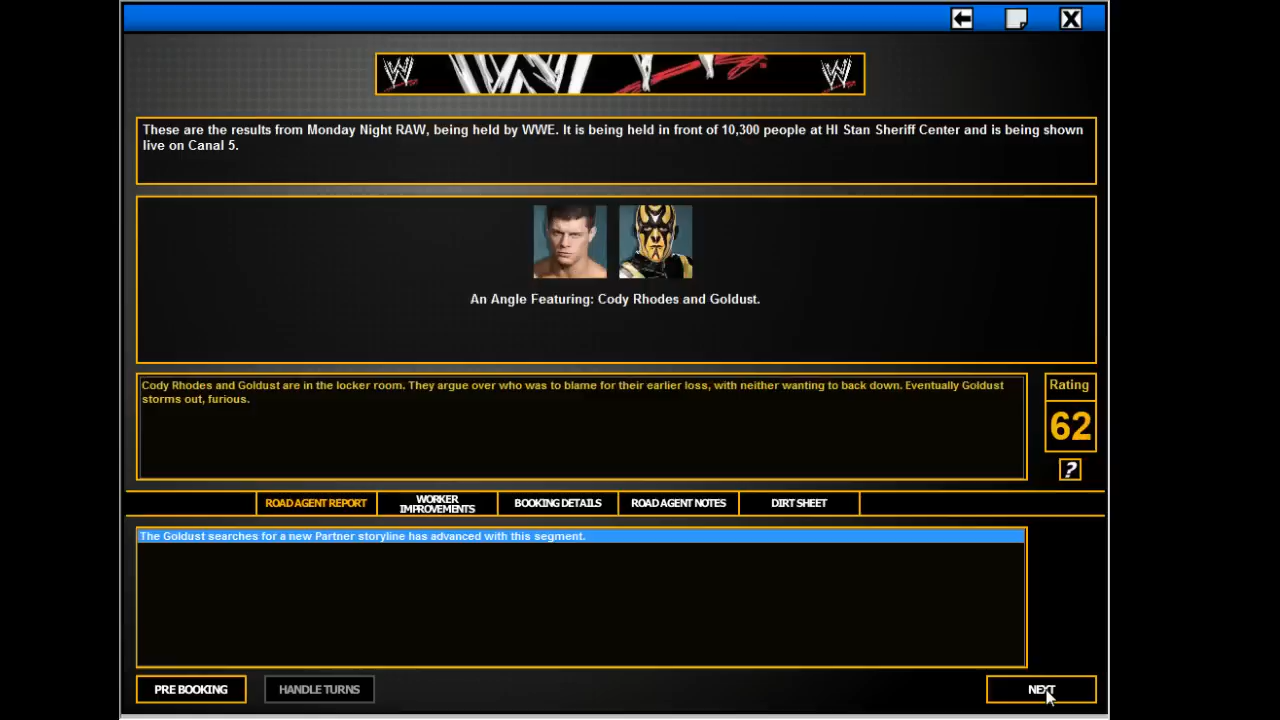 These are the results from Monday Night RAW, being held by WWE. It is being held in front of 10,300 people at HI Stan Sheriff Center and is being shown
live on Canal 5.
An Angle Featuring: Cody Rhodes and Goldust.
Cody Rhodes and Goldust are in the locker room. They argue over who was to blame for their earlier loss, with neither wanting to back down. Eventually Goldust
storms out, furious.
Rating
62
?
ROAD AGENT REPORT
WORKER
IMPROVEMENTS
BOOKING DETAILS
ROAD AGENT NOTES
DIRT SHEET
The Goldust searches for a new Partner storyline has advanced with this segment.
PRE BOOKING
HANDLE TURNS
NEXT